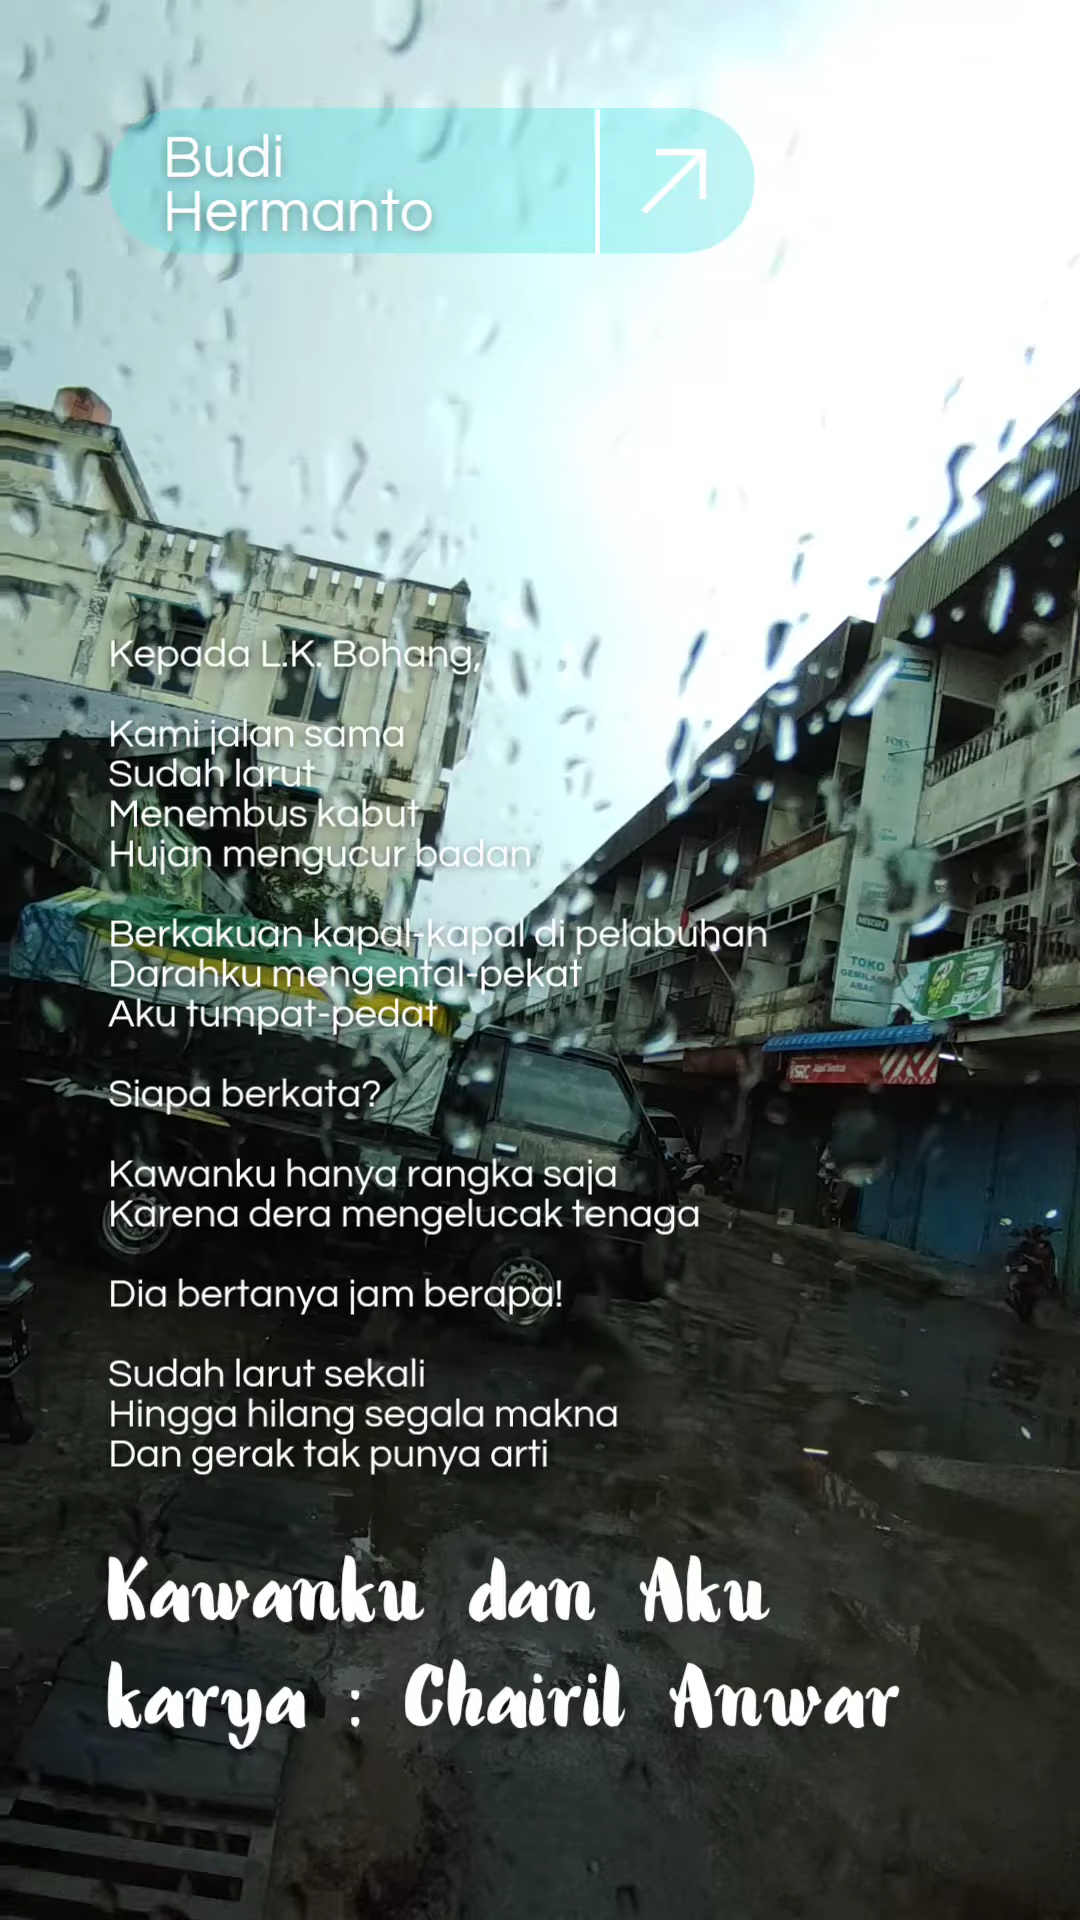 Budi
Hermanto
Kepada L.K. Bohang,
Kami jalan sama
Sudah larut
Menembus kabut
Hujan mengucur badan
Berkakuan kapal-kapal di pelabuhan
Darahku mengental-pekat
Aku tumpat-pedat
Siapa berkata?
Kawanku hanya rangka saja
Karena dera mengelucak tenaga
Dia bertanya jam berapa!
Sudah larut sekali
Hingga hilang segala makna
Dan gerak tak punya arti
Kawanku dan Aku
karya : Chairil Anwar
TOKO
SRC